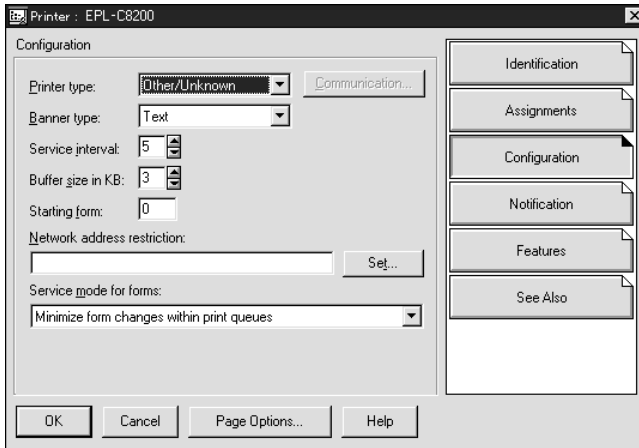 Printer : EPL-C8200
Configuration
Printer type: Other/Unknown Communication...
Banner type: Text
Service interval: 5
Buffer size in KB: 3
Starting form: 0
Network address restriction:
Set...
Service mode for forms:
Minimize form changes within print queues
OK Cancel Page Options... Help
Identification
Assignments
Configuration
Notification
Features
See Also